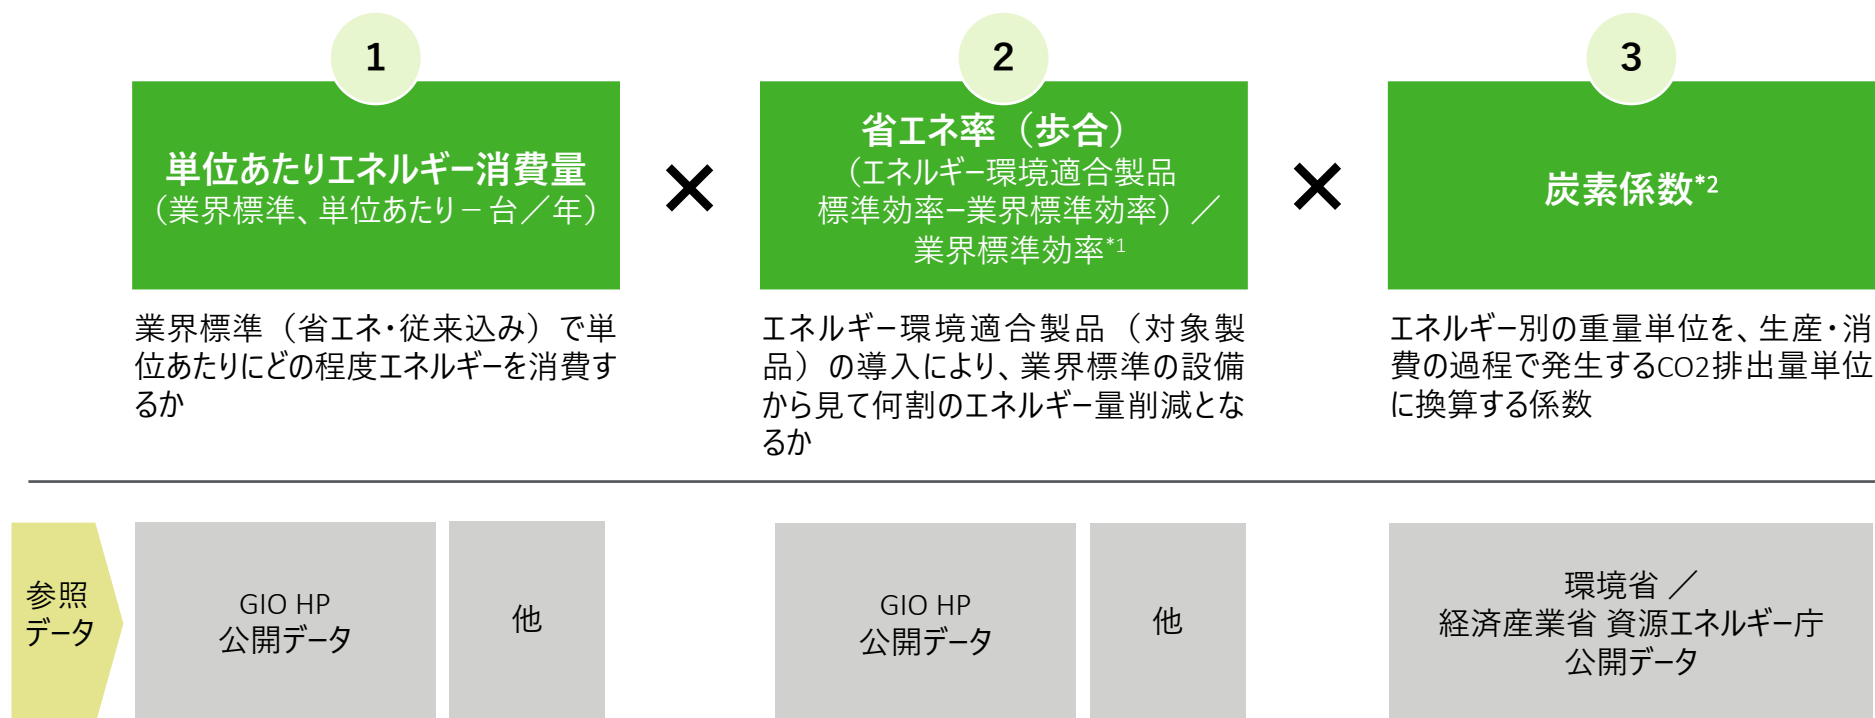 1
単位あたりエネルギー消費量
（業界標準、単位あたり－台／年）
×
2
省エネ率（歩合）
（エネルギー環境適合製品
標準効率−業界標準効率）／
業界標準効率*1
×
3
炭素係数*2
業界標準（省エネ・従来込み）で単
位あたりにどの程度エネルギーを消費す
るか
エネルギー環境適合製品（対象製
品）の導入により、業界標準の設備
から見て何割のエネルギー量削減とな
るか
エネルギー別の重量単位を、生産・消
費の過程で発生するCO2排出量単位
に換算する係数
参照
データ
GIO HP
公開データ
他
GIO HP
公開データ
他
環境省／
経済産業省 資源エネルギー庁
公開データ